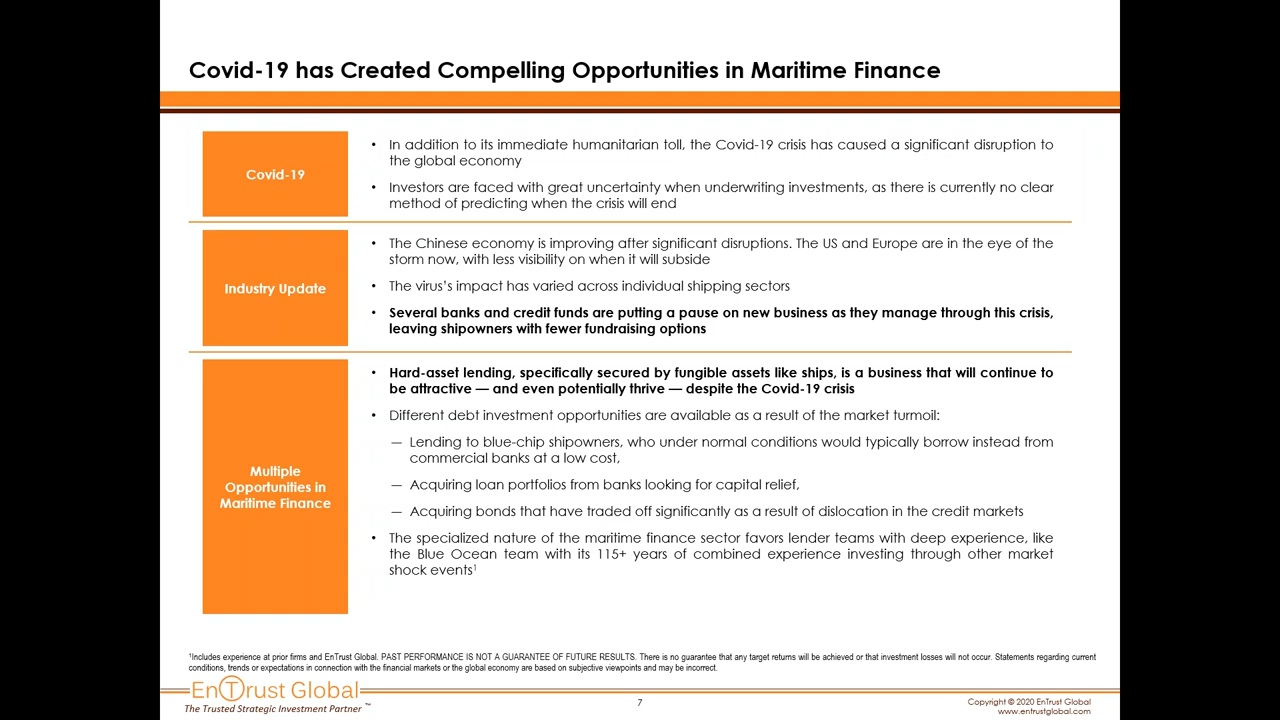 Covid-19 has Created Compelling Opportunities in Maritime Finance
Covid-19
• In addition to its immediate humanitarian toll, the Covid-19 crisis has caused a significant disruption to
the global economy
• Investors are faced with great uncertainty when underwriting investments, as there is currently no clear
method of predicting when the crisis will end
Industry Update
• The Chinese economy is improving after significant disruptions. The US and Europe are in the eye of the
storm now, with less visibility on when it will subside
• The virus’s impact has varied across individual shipping sectors
• Several banks and credit funds are putting a pause on new business as they manage through this crisis,
leaving shipowners with fewer fundraising options
Multiple
Opportunities in
Maritime Finance
• Hard-asset lending, specifically secured by fungible assets like ships, is a business that will continue to
be attractive — and even potentially thrive — despite the Covid-19 crisis
• Different debt investment opportunities are available as a result of the market turmoil:
— Lending to blue-chip shipowners, who under normal conditions would typically borrow instead from
commercial banks at a low cost,
— Acquiring loan portfolios from banks looking for capital relief,
— Acquiring bonds that have traded off significantly as a result of dislocation in the credit markets
• The specialized nature of the maritime finance sector favors lender teams with deep experience, like
the Blue Ocean team with its 115+ years of combined experience investing through other market
shock events¹
¹Includes experience at prior firms and EnTrust Global. PAST PERFORMANCE IS NOT A GUARANTEE OF FUTURE RESULTS. There is no guarantee that any target returns will be achieved or that investment losses will not occur. Statements regarding current
conditions, trends or expectations in connection with the financial markets or the global economy are based on subjective viewpoints and may be incorrect.
EnTrust Global
The Trusted Strategic Investment Partner ™
7
Copyright © 2020 EnTrust Global
www.entrustglobal.com